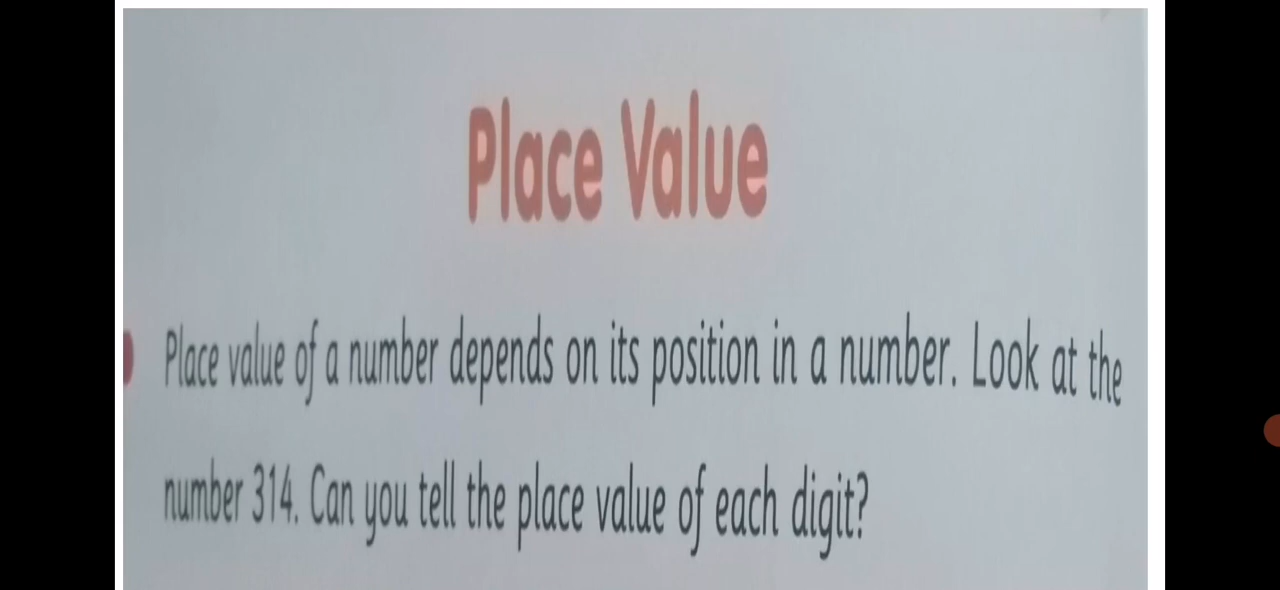 Place Value
Place value of a number depends on its position in a number. Look at the
number 314. Can you tell the place value of each digit?